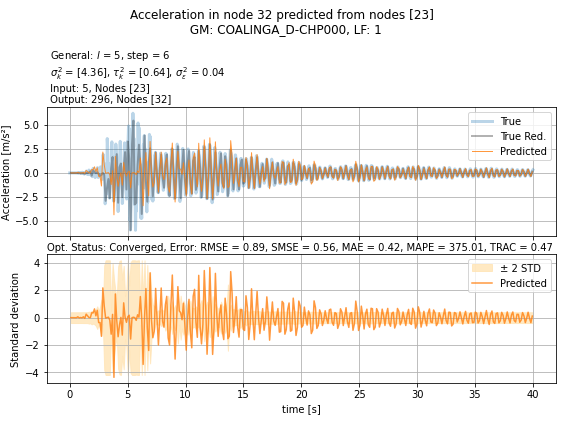 Acceleration in node 32 predicted from nodes [23]
GM: COALINGA_D-CHP000, LF: 1
General: l = 5, step = 6
σ²ₖ = [4.36], τ²ₖ = [0.64], σ²ε = 0.04
Input: 5, Nodes [23]
Output: 296, Nodes [32]
Acceleration [m/s²]
5.0
2.5
0.0
−2.5
−5.0
True
True Red.
Predicted
Opt. Status: Converged, Error: RMSE = 0.89, SMSE = 0.56, MAE = 0.42, MAPE = 375.01, TRAC = 0.47
Standard deviation
4
2
0
−2
−4
± 2 STD
Predicted
0 5 10 15 20 25 30 35 40
time [s]